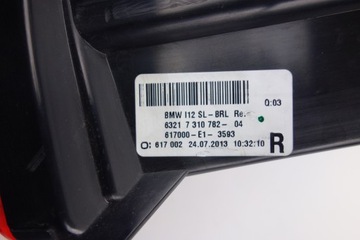 0:03
BMW I12 SL-BRL Re.
6321 7 310 782- 04
617000-E1- 3593
O: 617 002 24.07.2013 10:32:10
R